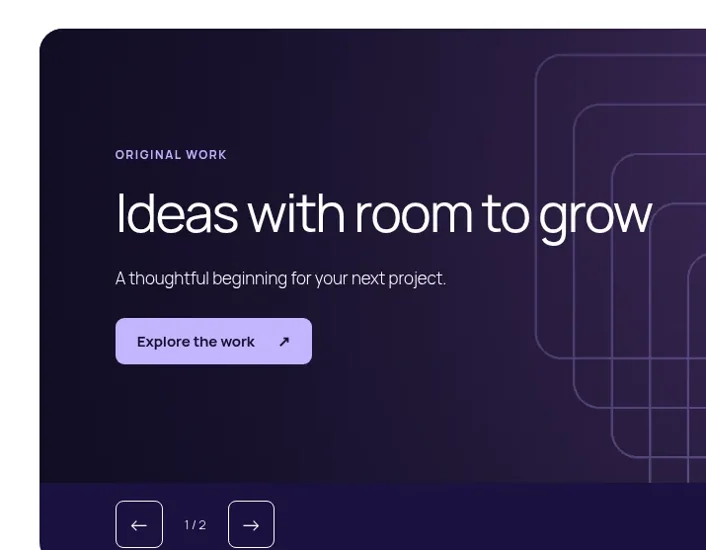 ORIGINAL WORK
Ideas with room to grow
A thoughtful beginning for your next project.
Explore the work ↗
← 1 / 2 →